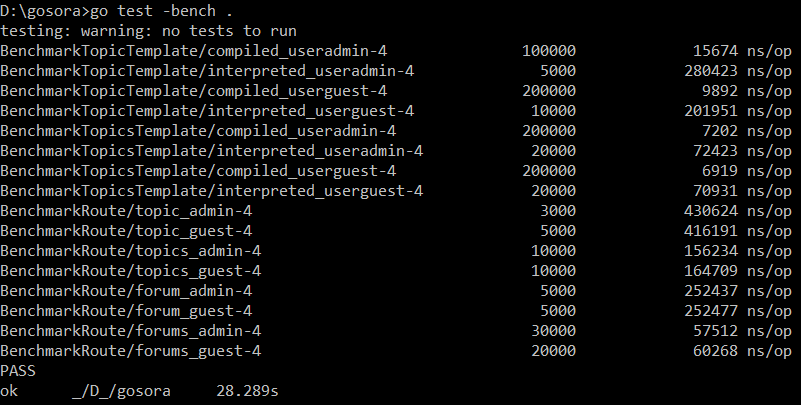 D:\gosora>go test -bench .
testing: warning: no tests to run
BenchmarkTopicTemplate/compiled_useradmin-4 100000 15674 ns/op
BenchmarkTopicTemplate/interpreted_useradmin-4 5000 280423 ns/op
BenchmarkTopicTemplate/compiled_userguest-4 200000 9892 ns/op
BenchmarkTopicTemplate/interpreted_userguest-4 10000 201951 ns/op
BenchmarkTopicsTemplate/compiled_useradmin-4 200000 7202 ns/op
BenchmarkTopicsTemplate/interpreted_useradmin-4 20000 72423 ns/op
BenchmarkTopicsTemplate/compiled_userguest-4 200000 6919 ns/op
BenchmarkTopicsTemplate/interpreted_userguest-4 20000 70931 ns/op
BenchmarkRoute/topic_admin-4 3000 430624 ns/op
BenchmarkRoute/topic_guest-4 5000 416191 ns/op
BenchmarkRoute/topics_admin-4 10000 156234 ns/op
BenchmarkRoute/topics_guest-4 10000 164709 ns/op
BenchmarkRoute/forum_admin-4 5000 252437 ns/op
BenchmarkRoute/forum_guest-4 5000 252477 ns/op
BenchmarkRoute/forums_admin-4 30000 57512 ns/op
BenchmarkRoute/forums_guest-4 20000 60268 ns/op
PASS
ok _/D_/gosora 28.289s